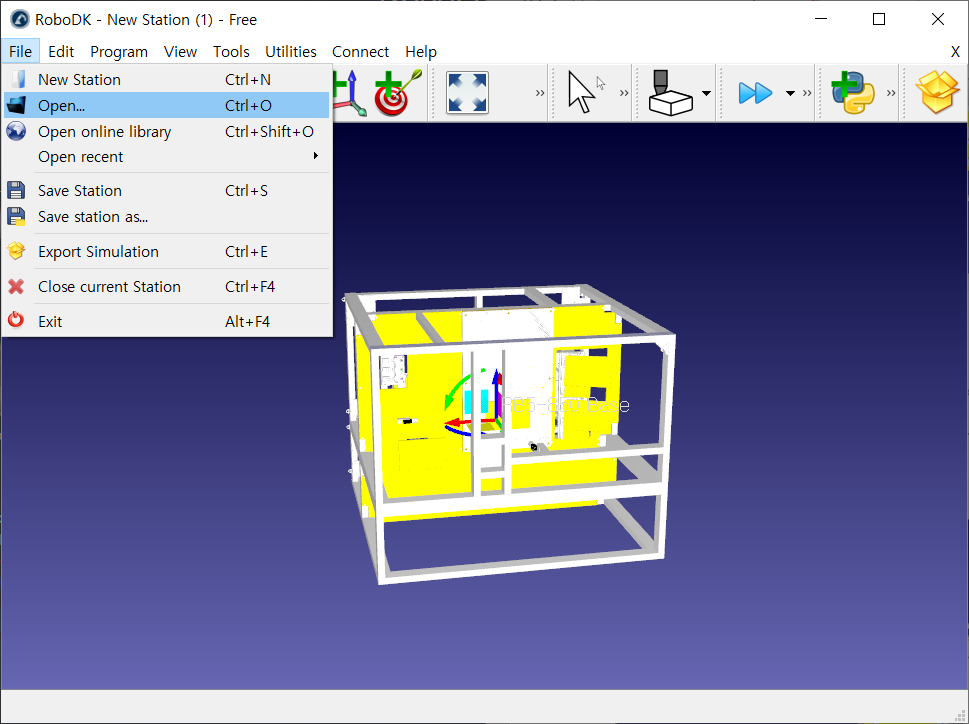 RoboDK - New Station (1) - Free
File Edit Program View Tools Utilities Connect Help X
New Station Ctrl+N
Open... Ctrl+O
Open online library Ctrl+Shift+O
Open recent
Save Station Ctrl+S
Save station as...
Export Simulation Ctrl+E
Close current Station Ctrl+F4
Exit Alt+F4